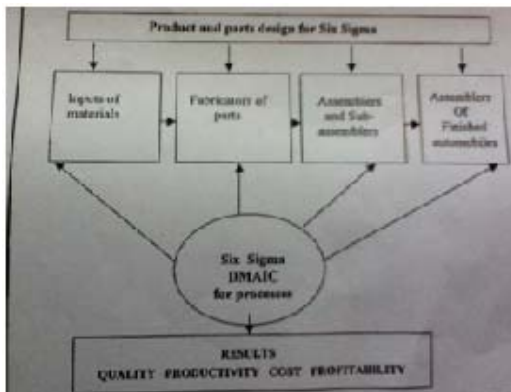 Product and parts design for Six Sigma
Inputs of
materials
Fabricators of
parts
Assemblers
and Sub-
assemblers
Assemblers
Of
Finished
automobiles
Six Sigma
DMAIC
for processes
RESULTS
QUALITY PRODUCTIVITY COST PROFITABILITY